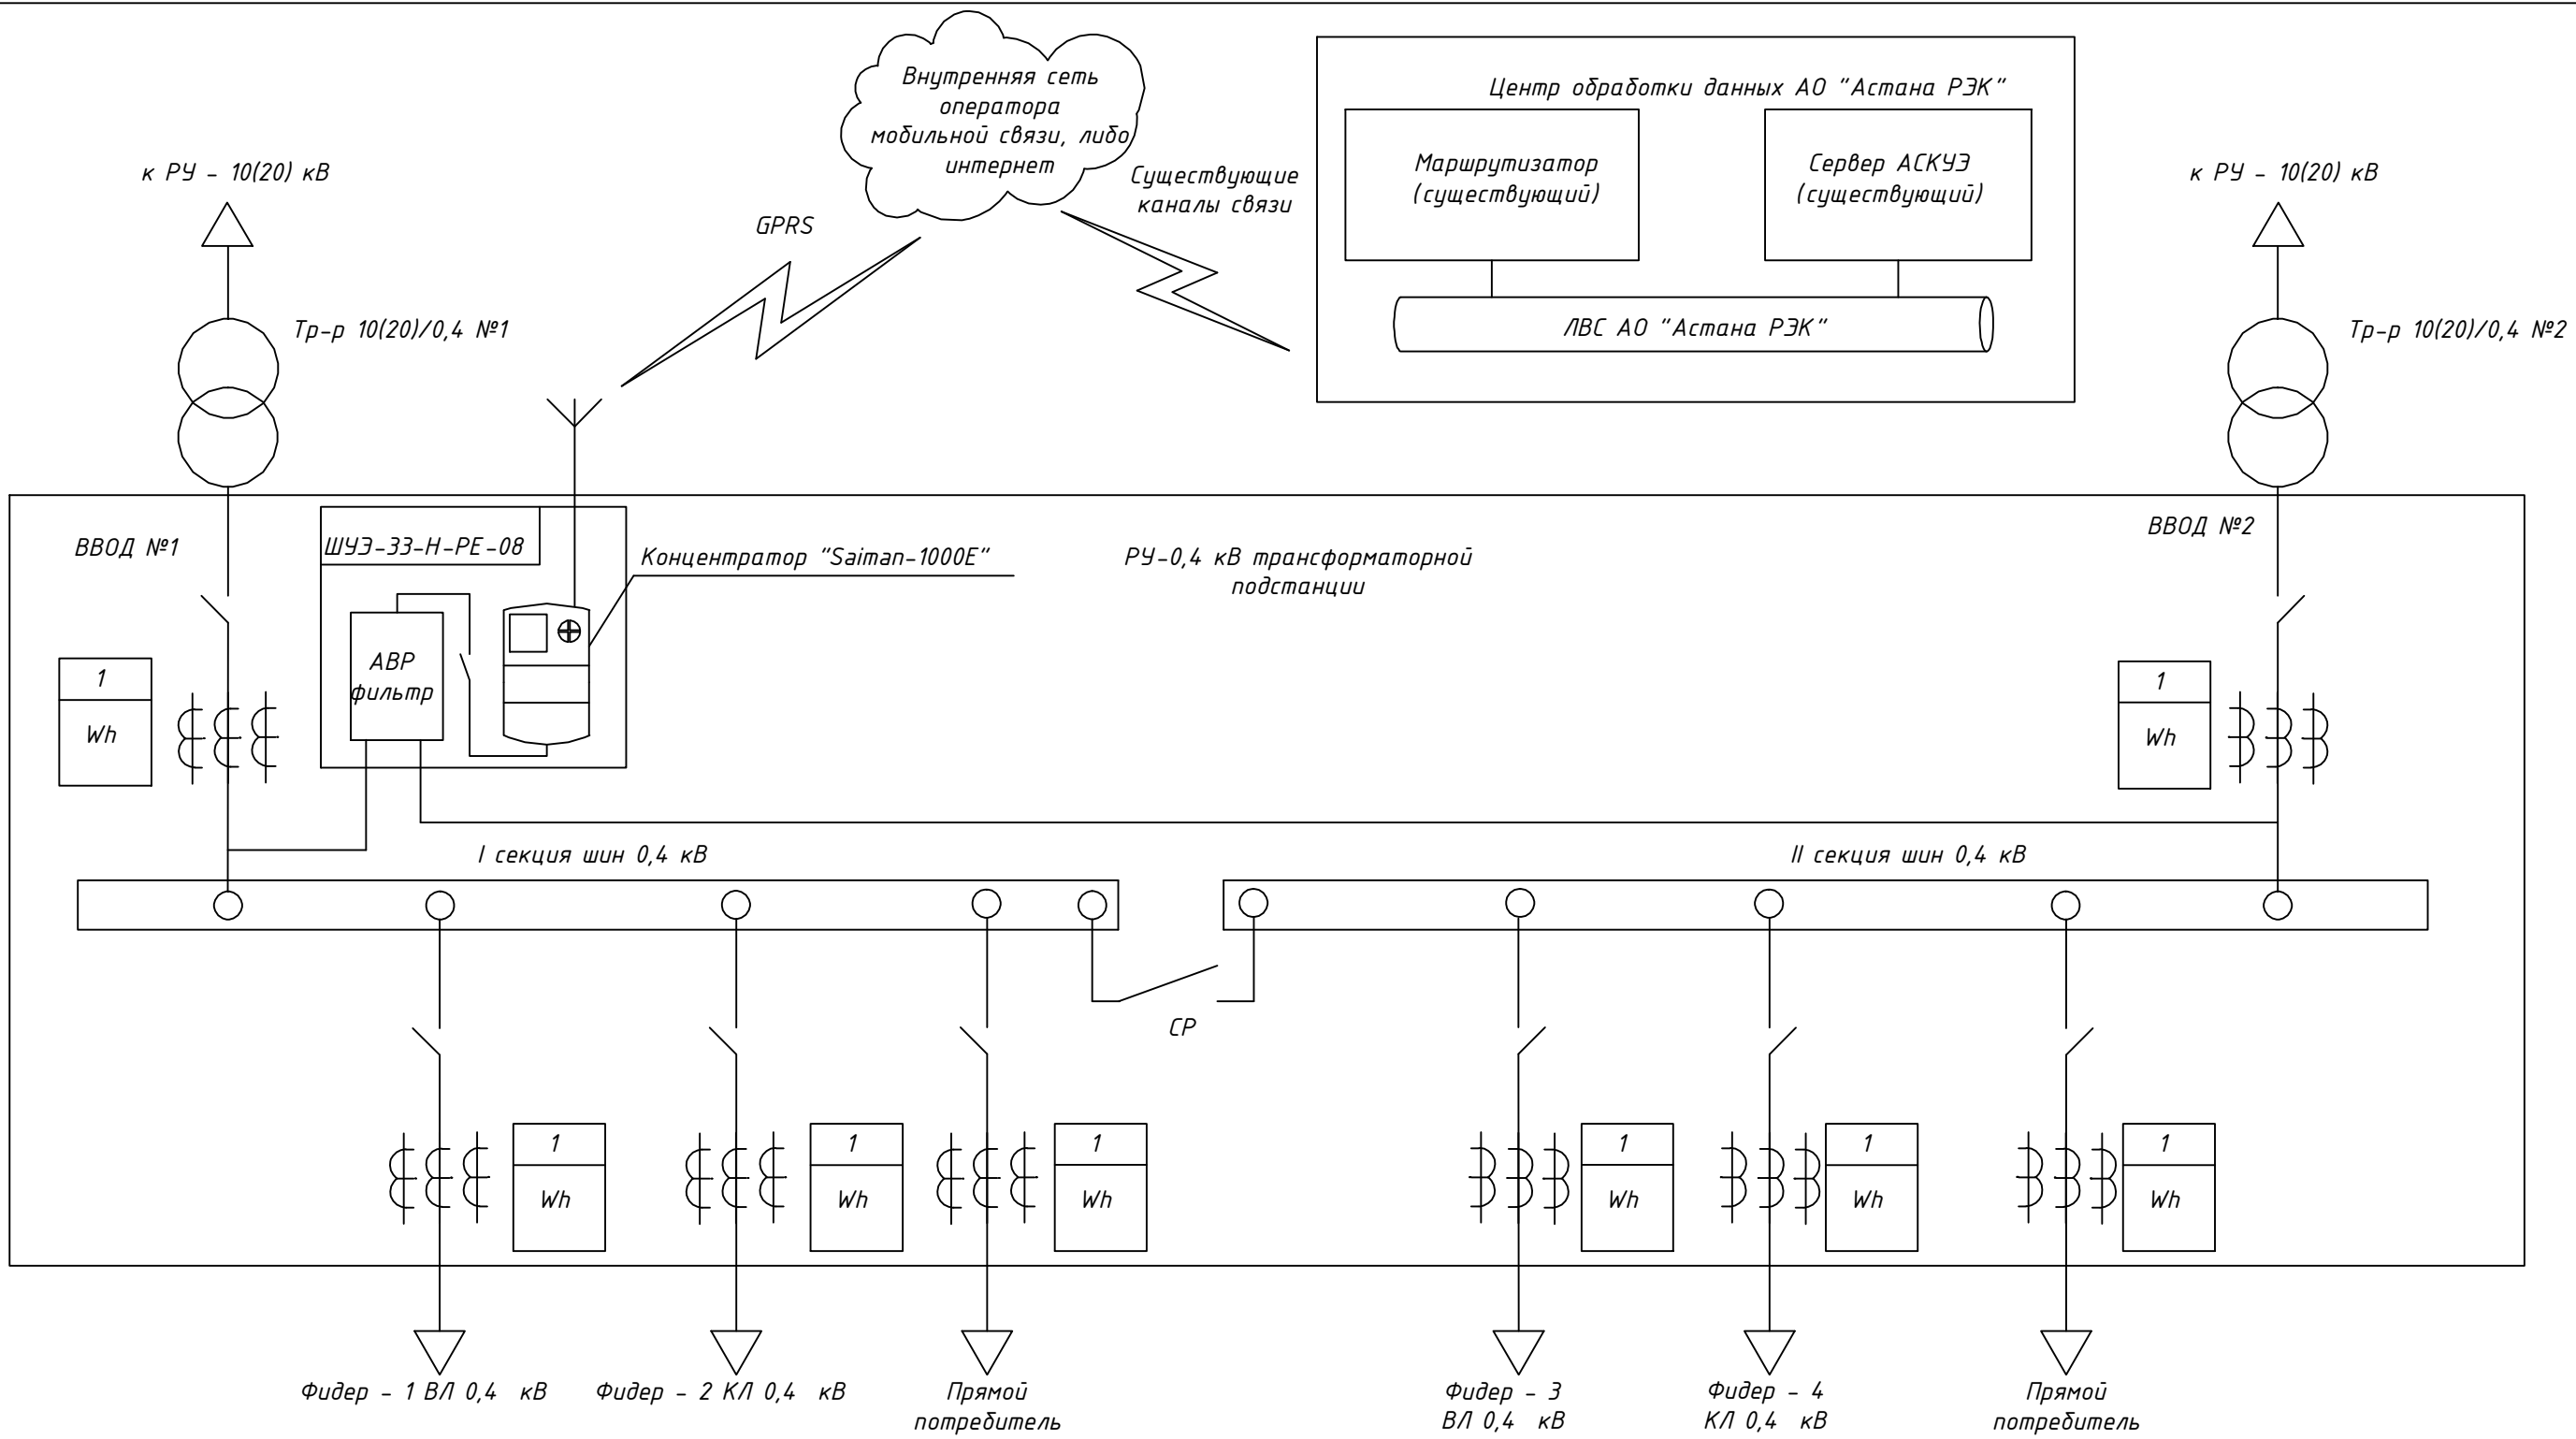 Внутренняя сеть
оператора
мобильной связи, либо
интернет
Центр обработки данных АО "Астана РЭК"
Маршрутизатор
(существующий)
Сервер АСКУЭ
(существующий)
ЛВС АО "Астана РЭК"
Существующие
каналы связи
GPRS
к РУ - 10(20) кВ
к РУ - 10(20) кВ
Тр-р 10(20)/0,4 №1
Тр-р 10(20)/0,4 №2
ВВОД №1
ШУЭ-ЗЗ-Н-РЕ-08
Концентратор "Saiman-1000E"
РУ-0,4 кВ трансформаторной
подстанции
ВВОД №2
АВР
фильтр
1
Wh
1
Wh
I секция шин 0,4 кВ
II секция шин 0,4 кВ
СР
1
Wh
1
Wh
1
Wh
1
Wh
1
Wh
1
Wh
Фидер - 1 ВЛ 0,4 кВ
Фидер - 2 КЛ 0,4 кВ
Прямой
потребитель
Фидер - 3
ВЛ 0,4 кВ
Фидер - 4
КЛ 0,4 кВ
Прямой
потребитель